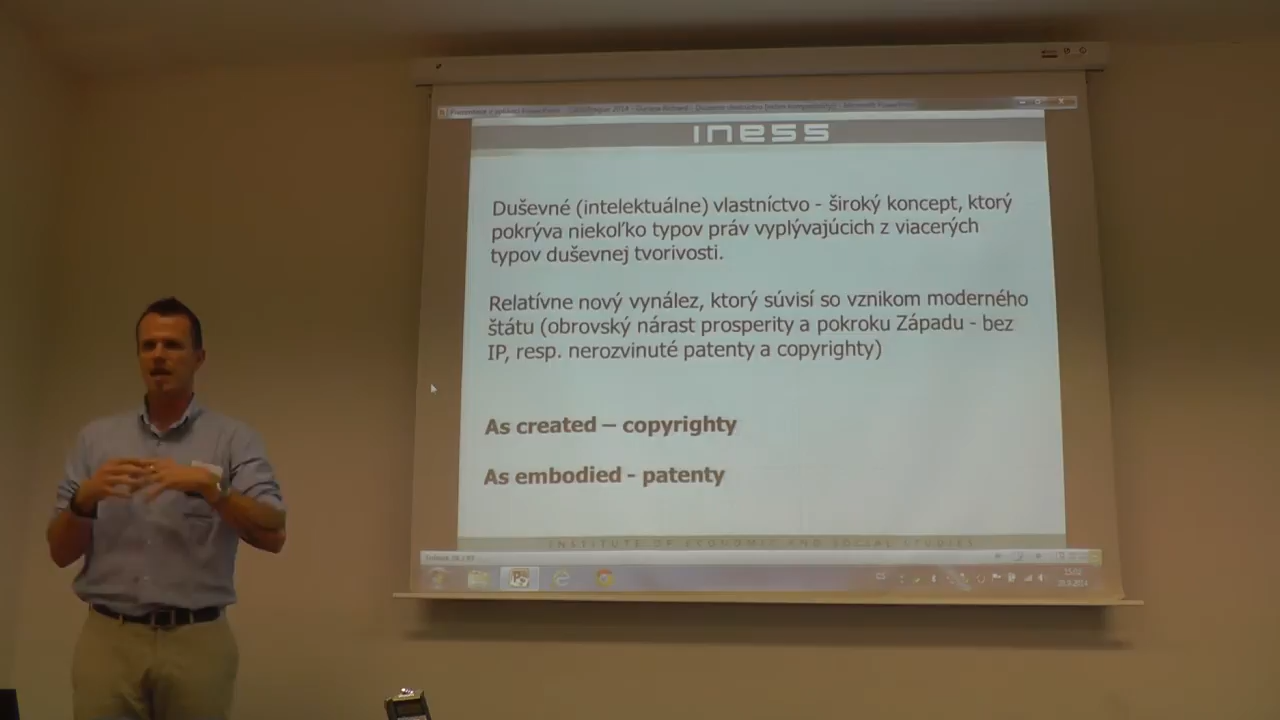 INESS
Duševné (intelektuálne) vlastníctvo - široký koncept, ktorý
pokrýva niekoľko typov práv vyplývajúcich z viacerých
typov duševnej tvorivosti.
Relatívne nový vynález, ktorý súvisí so vznikom moderného
štátu (obrovský nárast prosperity a pokroku Západu - bez
IP, resp. nerozvinuté patenty a copyrighty)
As created – copyrighty
As embodied - patenty
INSTITUTE OF ECONOMIC AND SOCIAL STUDIES